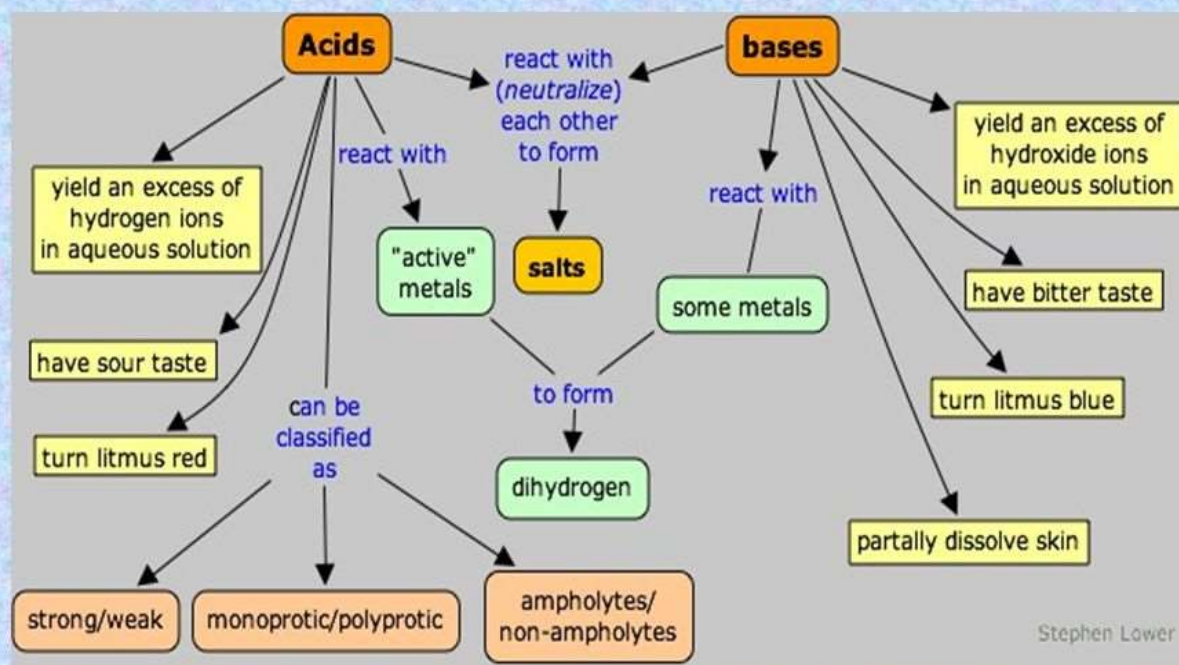 Acids
bases
react with
(neutralize)
each other
to form
salts
yield an excess of
hydrogen ions
in aqueous solution
react with
"active"
metals
have sour taste
turn litmus red
can be
classified
as
strong/weak
monoprotic/polyprotic
ampholytes/
non-ampholytes
react with
some metals
to form
dihydrogen
yield an excess of
hydroxide ions
in aqueous solution
have bitter taste
turn litmus blue
partially dissolve skin
Stephen Lower